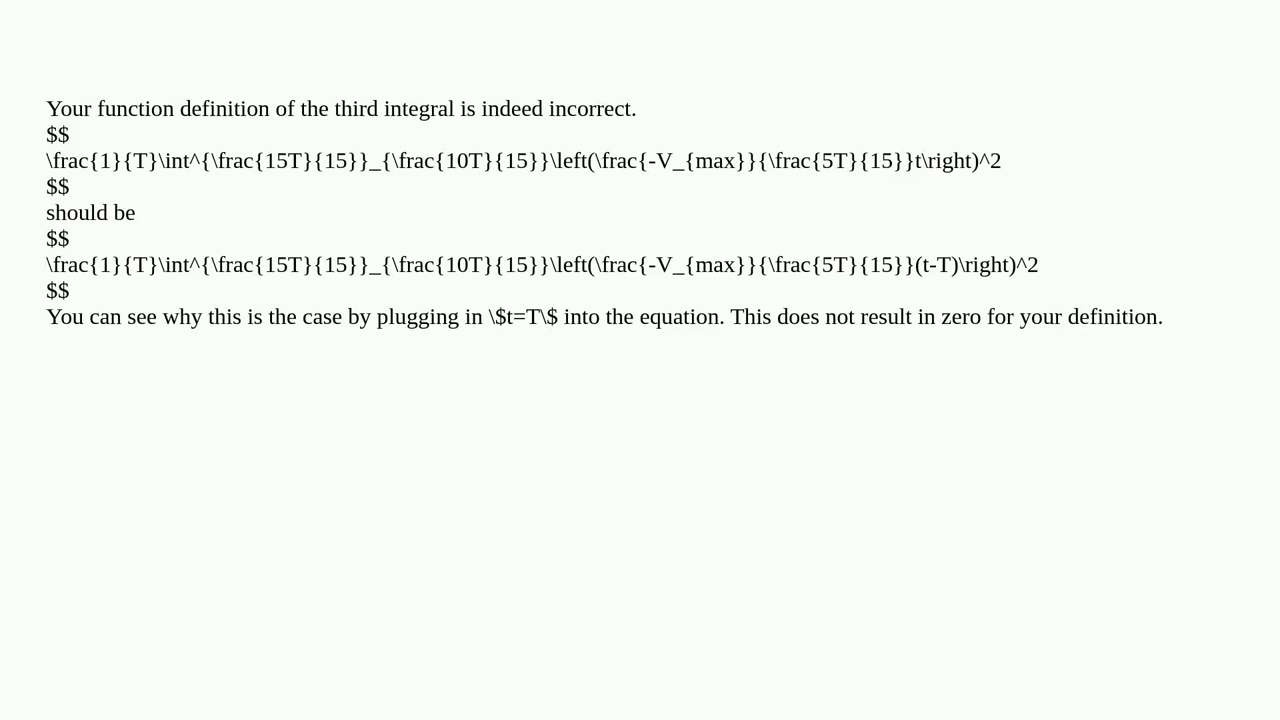 Your function definition of the third integral is indeed incorrect.
$$
\frac{1}{T}\int^{\frac{15T}{15}}_{\frac{10T}{15}}\left(\frac{-V_{max}}{\frac{5T}{15}}t\right)^2
$$
should be
$$
\frac{1}{T}\int^{\frac{15T}{15}}_{\frac{10T}{15}}\left(\frac{-V_{max}}{\frac{5T}{15}}(t-T)\right)^2
$$
You can see why this is the case by plugging in \$t=T\$ into the equation. This does not result in zero for your definition.